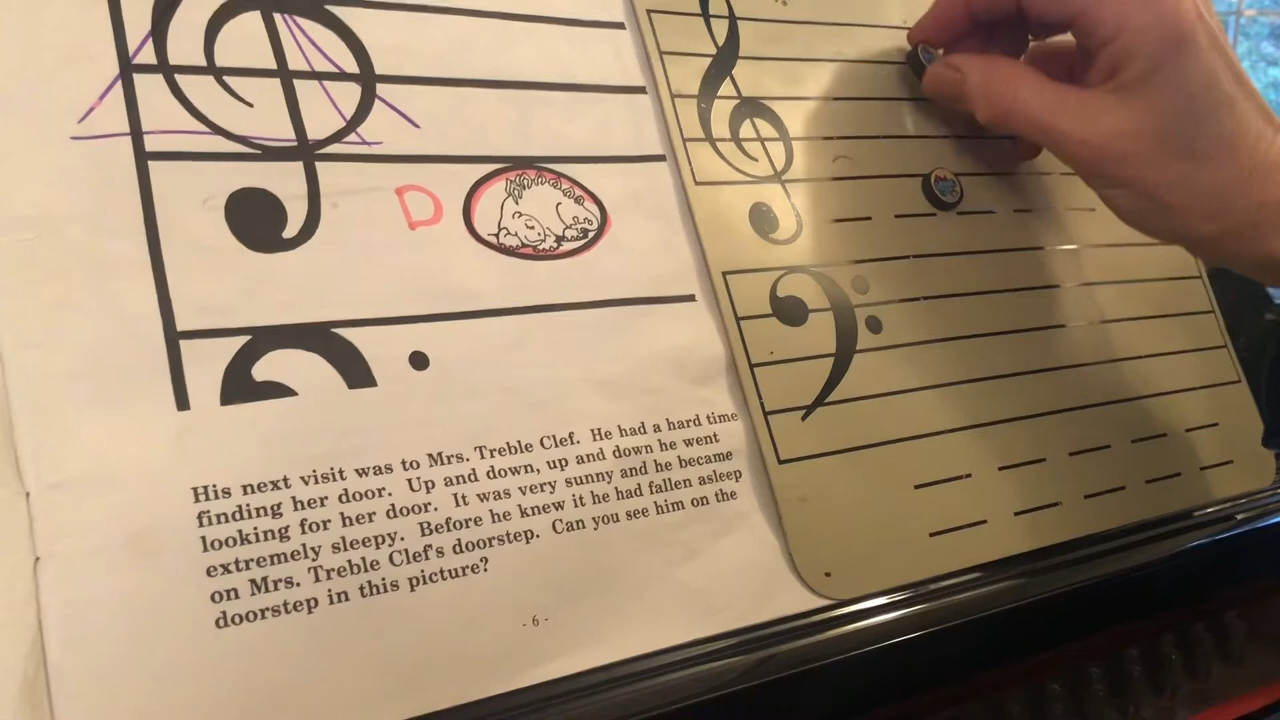 D
His next visit was to Mrs. Treble Clef. He had a hard time
finding her door. Up and down, up and down he went
looking for her door. It was very sunny and he became
extremely sleepy. Before he knew it he had fallen asleep
on Mrs. Treble Clef's doorstep. Can you see him on the
doorstep in this picture?
- 6 -